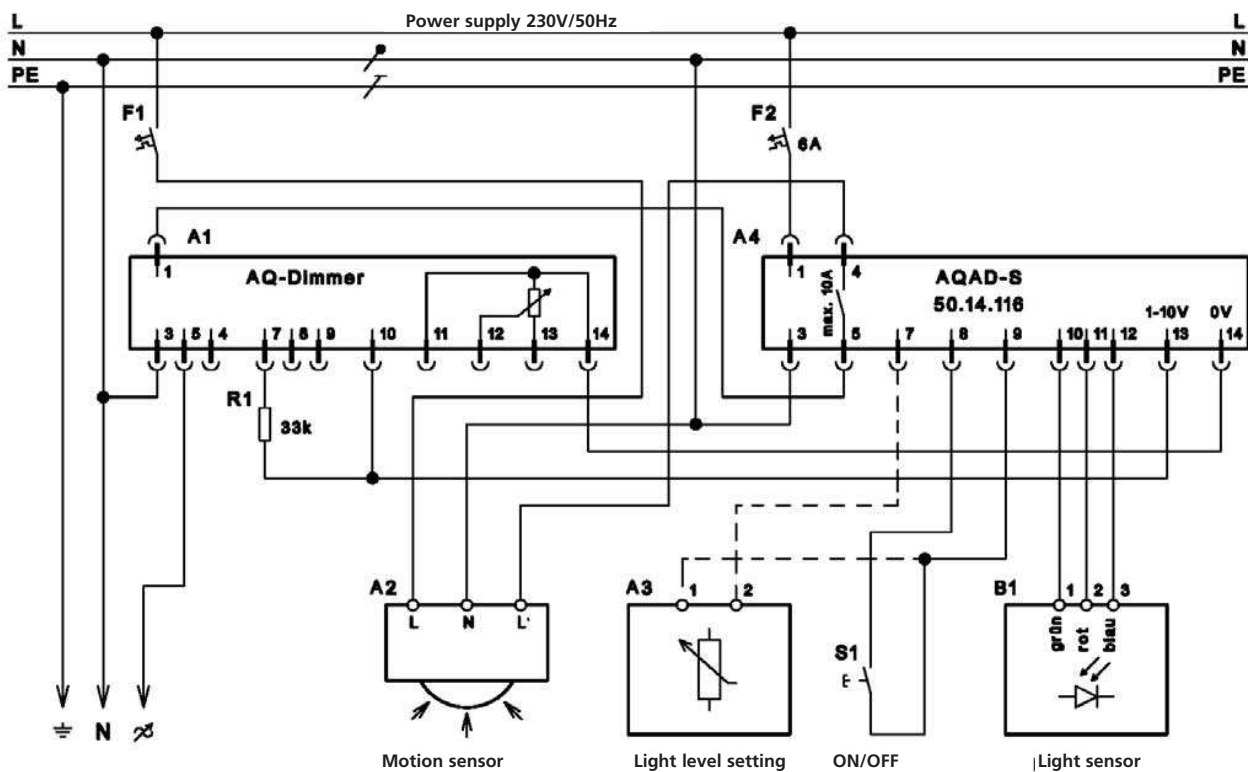 L Power supply 230V/50Hz L
N N
PE PE
F1 F2
6A
A1 A4
1 1 4
AQ-Dimmer AQAD-S
max. 10A 50.14.116
1-10V 0V
3 5 4 7 8 9 10 11 12 13 14 3 5 7 8 9 10 11 12 13 14
R1
33k
A2 A3 1 2 B1 1 2 3
L N L'
grün rot blau
S1
N
Motion sensor Light level setting ON/OFF Light sensor